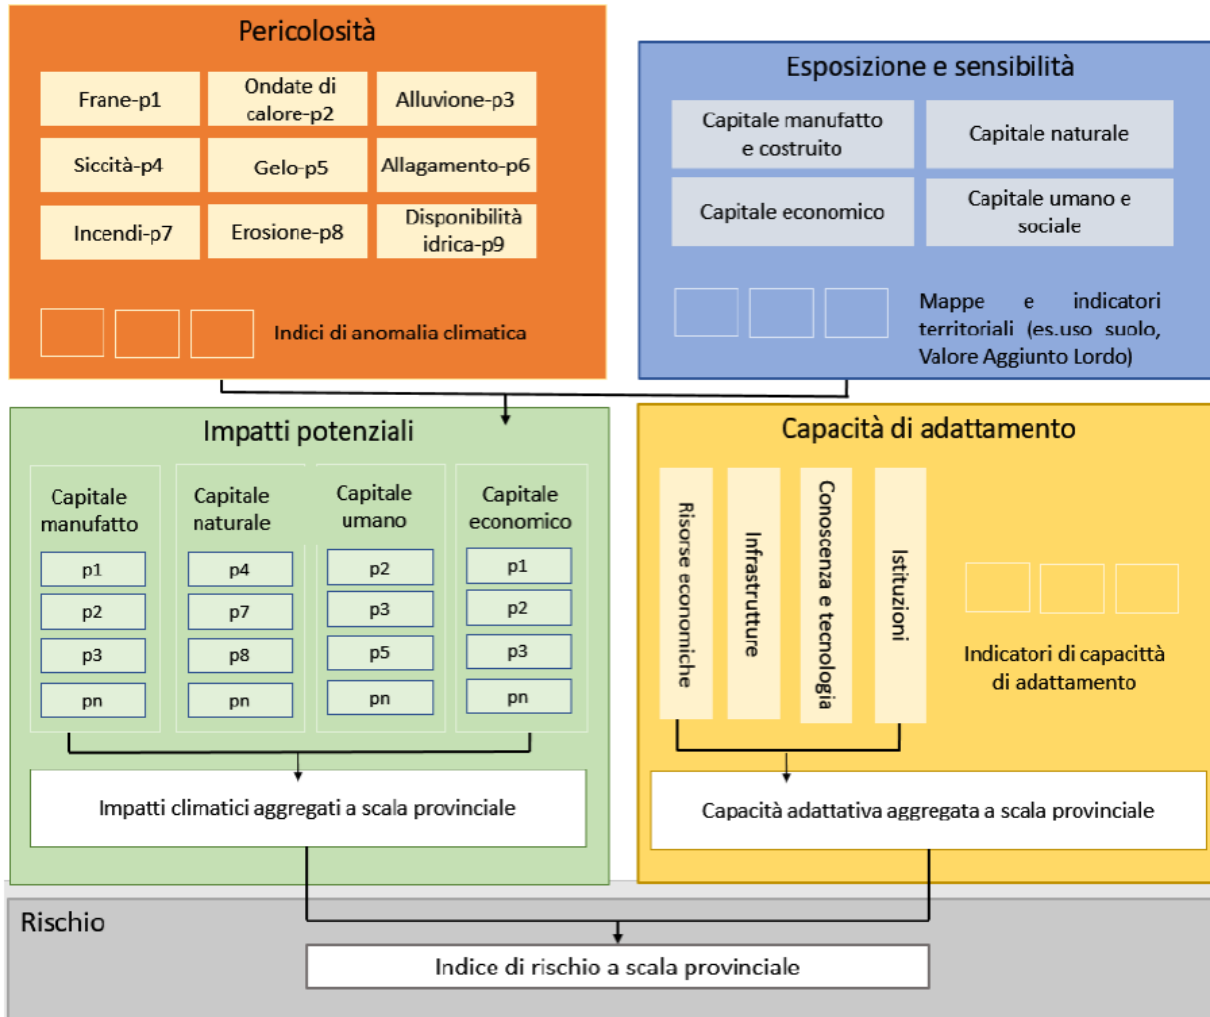 Pericolosità
Frane-p1
Ondate di
calore-p2
Alluvione-p3
Siccità-p4
Gelo-p5
Allagamento-p6
Incendi-p7
Erosione-p8
Disponibilità
idrica-p9
Indici di anomalia climatica
Esposizione e sensibilità
Capitale manufatto
e costruito
Capitale naturale
Capitale economico
Capitale umano e
sociale
Mappe e indicatori
territoriali (es.uso suolo,
Valore Aggiunto Lordo)
Impatti potenziali
Capitale
manufatto
p1
p2
p3
pn
Capitale
naturale
p4
p7
p8
pn
Capitale
umano
p2
p3
p5
pn
Capitale
economico
p1
p2
p3
pn
Impatti climatici aggregati a scala provinciale
Capacità di adattamento
Risorse economiche
Infrastrutture
Conoscenza e tecnologia
Istituzioni
Indicatori di capacittà
di adattamento
Capacità adattativa aggregata a scala provinciale
Rischio
Indice di rischio a scala provinciale